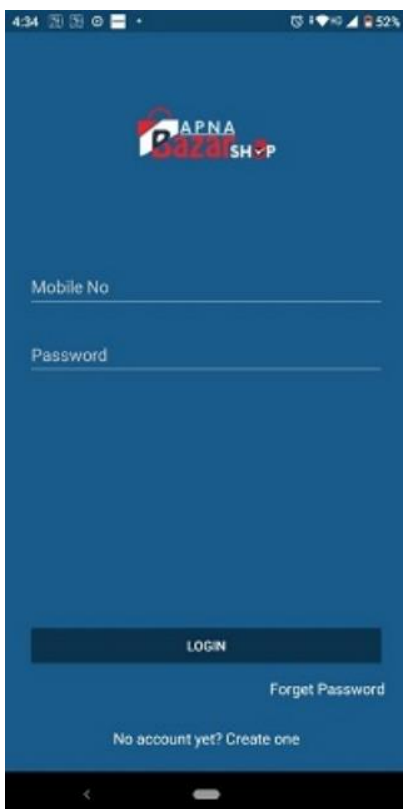 4:34 52%
APNA
Bazar SHOP
Mobile No
Password
LOGIN
Forget Password
No account yet? Create one